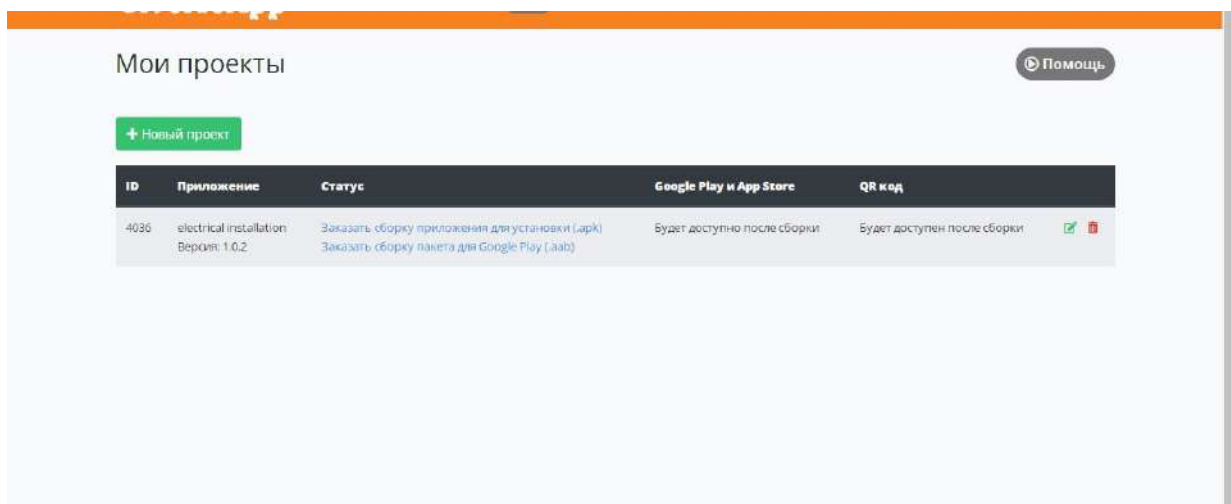 Мои проекты
Помощь
Новый проект
ID Приложение Статус Google Play и App Store QR код
4036 electrical installation Заказать сборку приложения для установки (.apk) Будет доступно после сборки Будет доступен после сборки
Версия: 1.0.2 Заказать сборку пакета для Google Play (.aab)